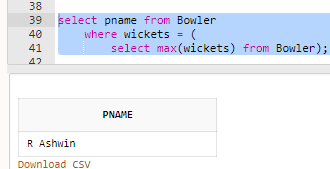 38
39 select pname from Bowler
40 where wickets = (
41 select max(wickets) from Bowler);
42
PNAME
R Ashwin
Download CSV